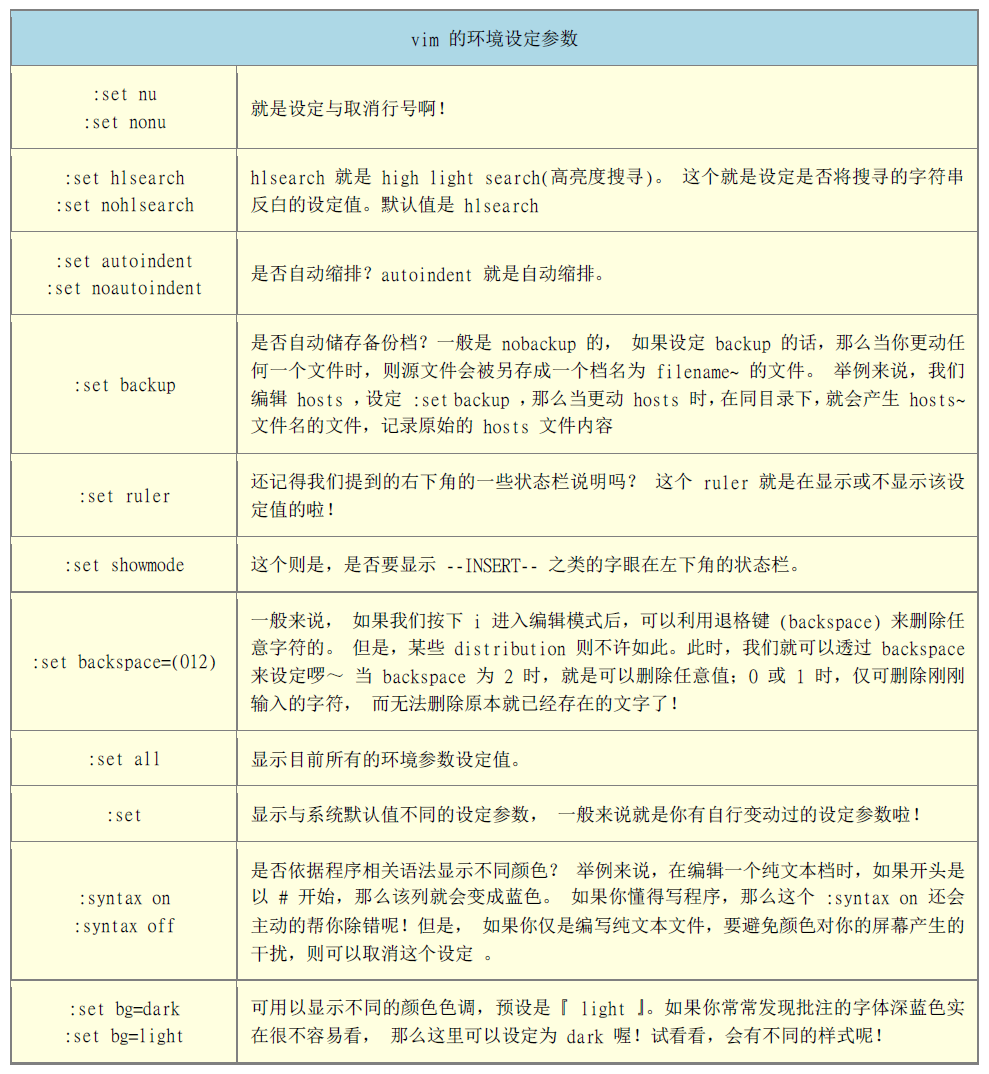 vim 的环境设定参数
:set nu
:set nonu
就是设定与取消行号啊！
:set hlsearch
:set nohlsearch
hlsearch 就是 high light search(高亮度搜寻)。 这个就是设定是否将搜寻的字符串
反白的设定值。默认值是 hlsearch
:set autoindent
:set noautoindent
是否自动缩排？autoindent 就是自动缩排。
:set backup
是否自动储存备份档？一般是 nobackup 的， 如果设定 backup 的话，那么当你更动任
何一个文件时，则源文件会被另存成一个档名为 filename~ 的文件。 举例来说，我们
编辑 hosts ，设定 :set backup ，那么当更动 hosts 时，在同目录下，就会产生 hosts~
文件名的文件，记录原始的 hosts 文件内容
:set ruler
还记得我们提到的右下角的一些状态栏说明吗？ 这个 ruler 就是在显示或不显示该设
定值的啦！
:set showmode
这个则是，是否要显示 --INSERT-- 之类的字眼在左下角的状态栏。
:set backspace=(012)
一般来说， 如果我们按下 i 进入编辑模式后，可以利用退格键 (backspace) 来删除任
意字符的。 但是，某些 distribution 则不许如此。此时，我们就可以透过 backspace
来设定啰～ 当 backspace 为 2 时，就是可以删除任意值；0 或 1 时，仅可删除刚刚
输入的字符， 而无法删除原本就已经存在的文字了！
:set all
显示目前所有的环境参数设定值。
:set
显示与系统默认值不同的设定参数， 一般来说就是你有自行变动过的设定参数啦！
:syntax on
:syntax off
是否依据程序相关语法显示不同颜色？ 举例来说，在编辑一个纯文本档时，如果开头是
以 # 开始，那么该列就会变成蓝色。 如果你懂得写程序，那么这个 :syntax on 还会
主动的帮你除错呢！但是， 如果你仅是编写纯文本文件，要避免颜色对你的屏幕产生的
干扰，则可以取消这个设定 。
:set bg=dark
:set bg=light
可用以显示不同的颜色色调，预设是『 light 』。如果你常常发现批注的字体深蓝色实
在很不容易看， 那么这里可以设定为 dark 喔！试看看，会有不同的样式呢！